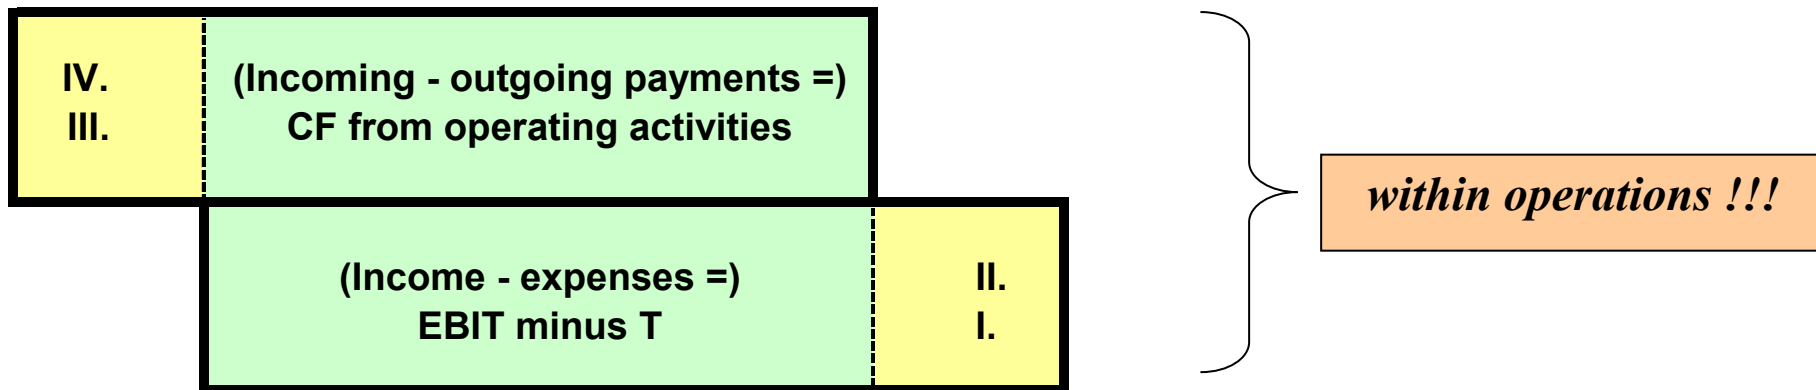 IV.
III.
(Incoming - outgoing payments =)
CF from operating activities
within operations !!!
(Income - expenses =)
EBIT minus T
II.
I.